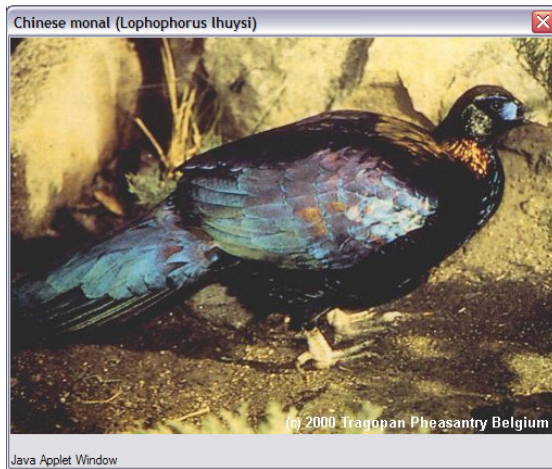 Chinese monal (Lophophorus lhuysi)
(c) 2000 Tragopan Pheasantry Belgium
Java Applet Window